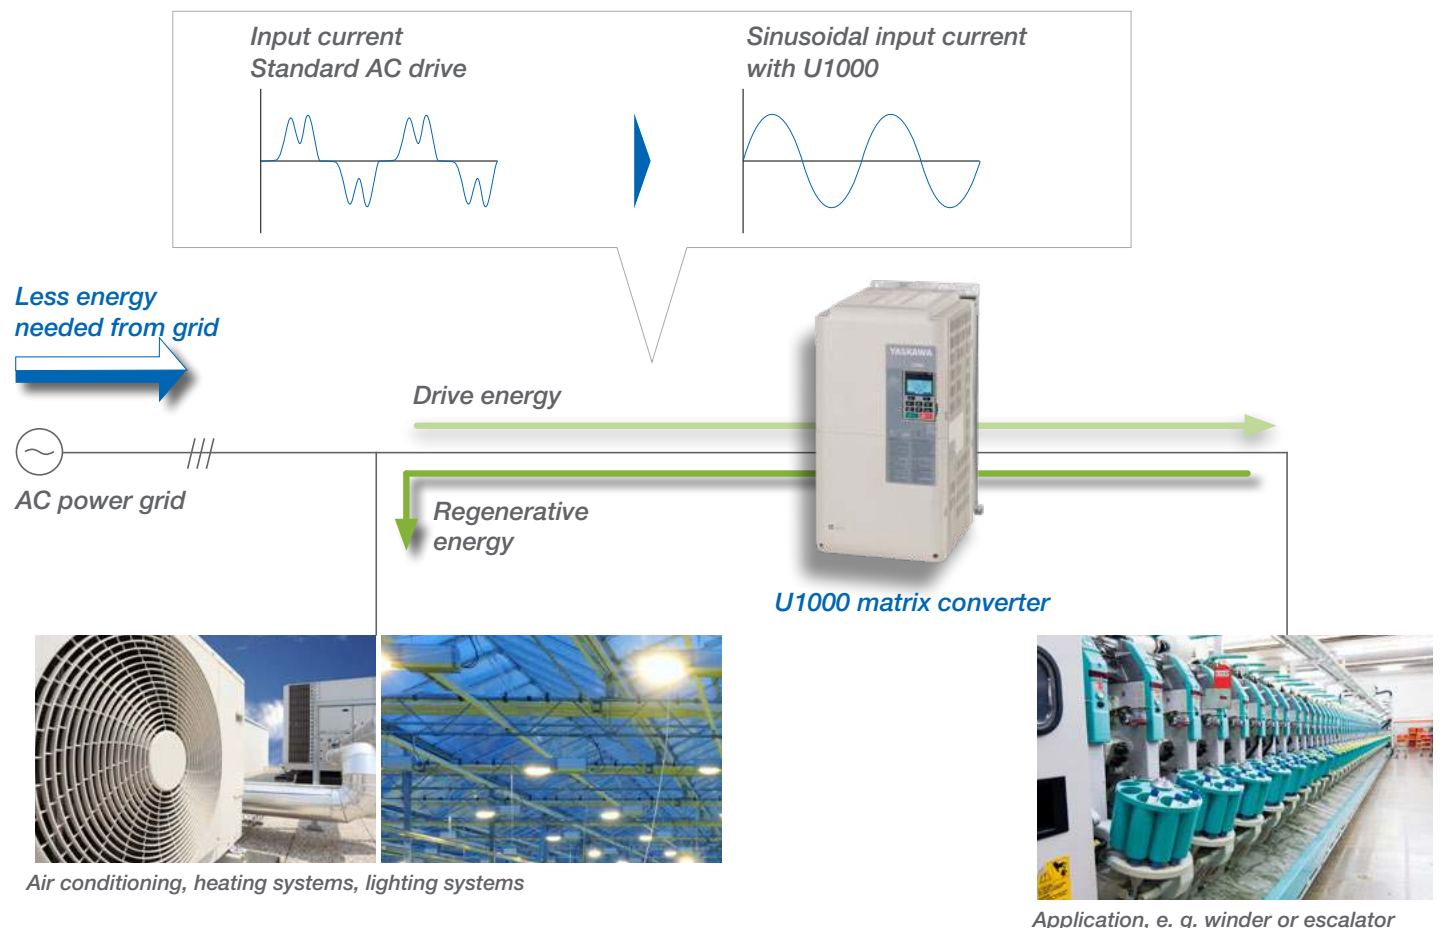 Input current
Standard AC drive
Sinusoidal input current
with U1000
Less energy
needed from grid
YASKAWA
Drive energy
AC power grid
Regenerative
energy
U1000 matrix converter
Air conditioning, heating systems, lighting systems
Application, e. g. winder or escalator